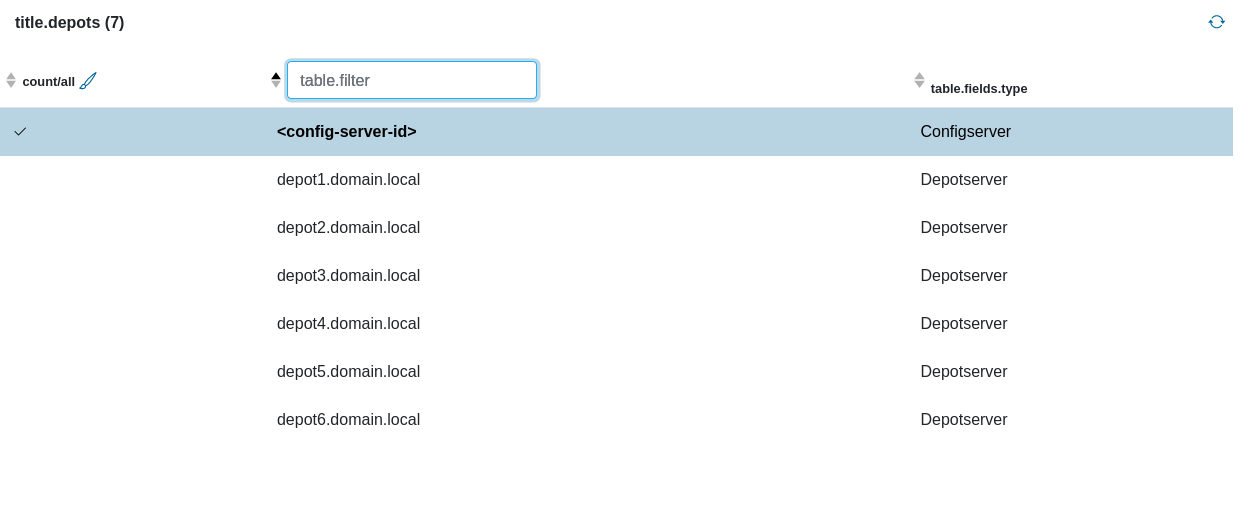 title.depots (7)
count/all table.filter table.fields.type
<config-server-id> Configserver
depot1.domain.local Depotserver
depot2.domain.local Depotserver
depot3.domain.local Depotserver
depot4.domain.local Depotserver
depot5.domain.local Depotserver
depot6.domain.local Depotserver